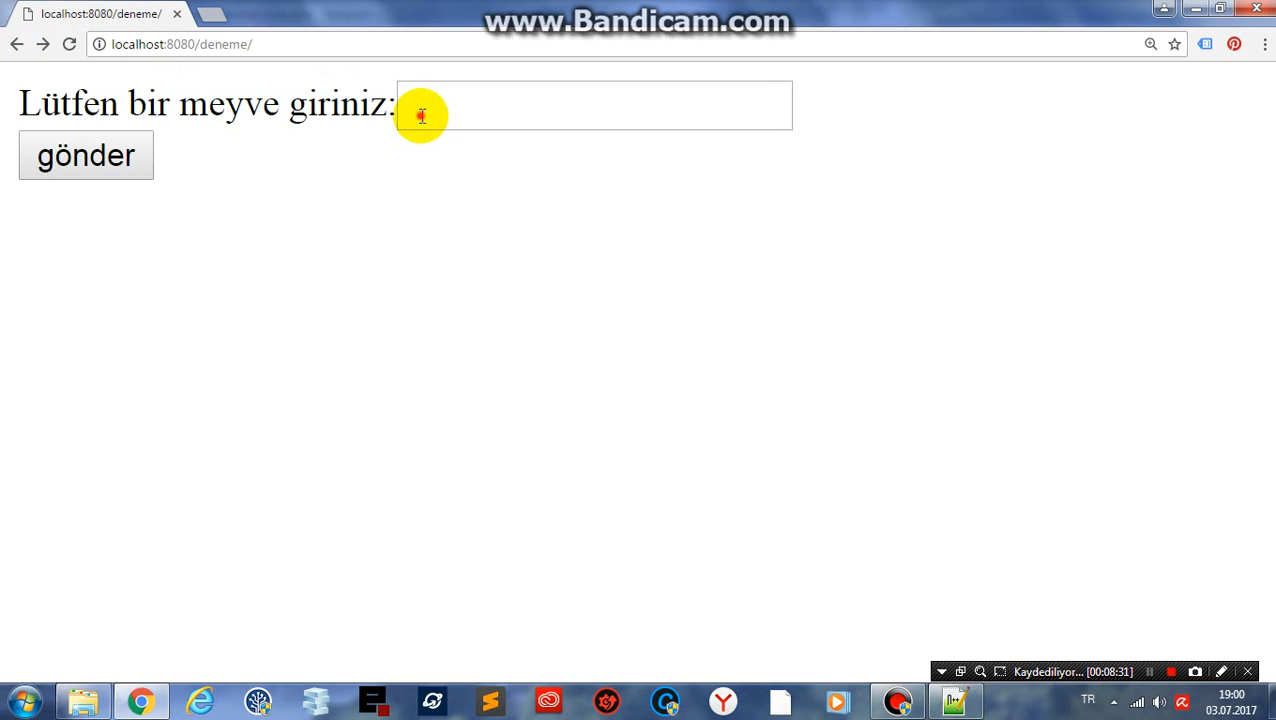 localhost:8080/deneme/
www.Bandicam.com
localhost:8080/deneme/
Lütfen bir meyve giriniz:
gönder
Kaydediliyor... [00:08:31]
TR
19:00
03.07.2017